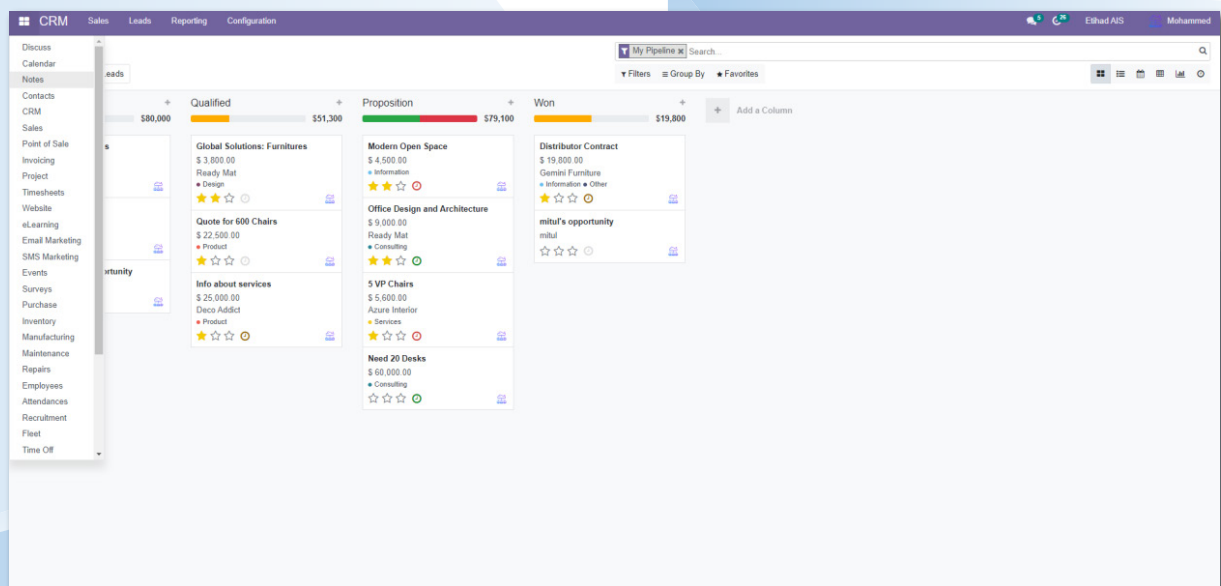 CRM Sales Leads Reporting Configuration 5 26 Etihad AIS Mohammed
My Pipeline × Search...
Filters Group By Favorites
Discuss
Calendar
Notes
Contacts
CRM
Sales
Point of Sale
Invoicing
Project
Timesheets
Website
eLearning
Email Marketing
SMS Marketing
Events
Surveys
Purchase
Inventory
Manufacturing
Maintenance
Repairs
Employees
Attendances
Recruitment
Fleet
Time Off
+
$80,000
Qualified +
$51,300
Global Solutions: Furnitures
$ 3,800.00
Ready Mat
Design
Quote for 600 Chairs
$ 22,500.00
Product
Info about services
$ 25,000.00
Deco Addict
Product
Proposition +
$79,100
Modern Open Space
$ 4,500.00
Information
Office Design and Architecture
$ 9,000.00
Ready Mat
Consulting
5 VP Chairs
$ 5,600.00
Azure Interior
Services
Need 20 Desks
$ 60,000.00
Consulting
Won +
$19,800
Distributor Contract
$ 19,800.00
Gemini Furniture
Information Other
mitul's opportunity
mitul
+ Add a Column